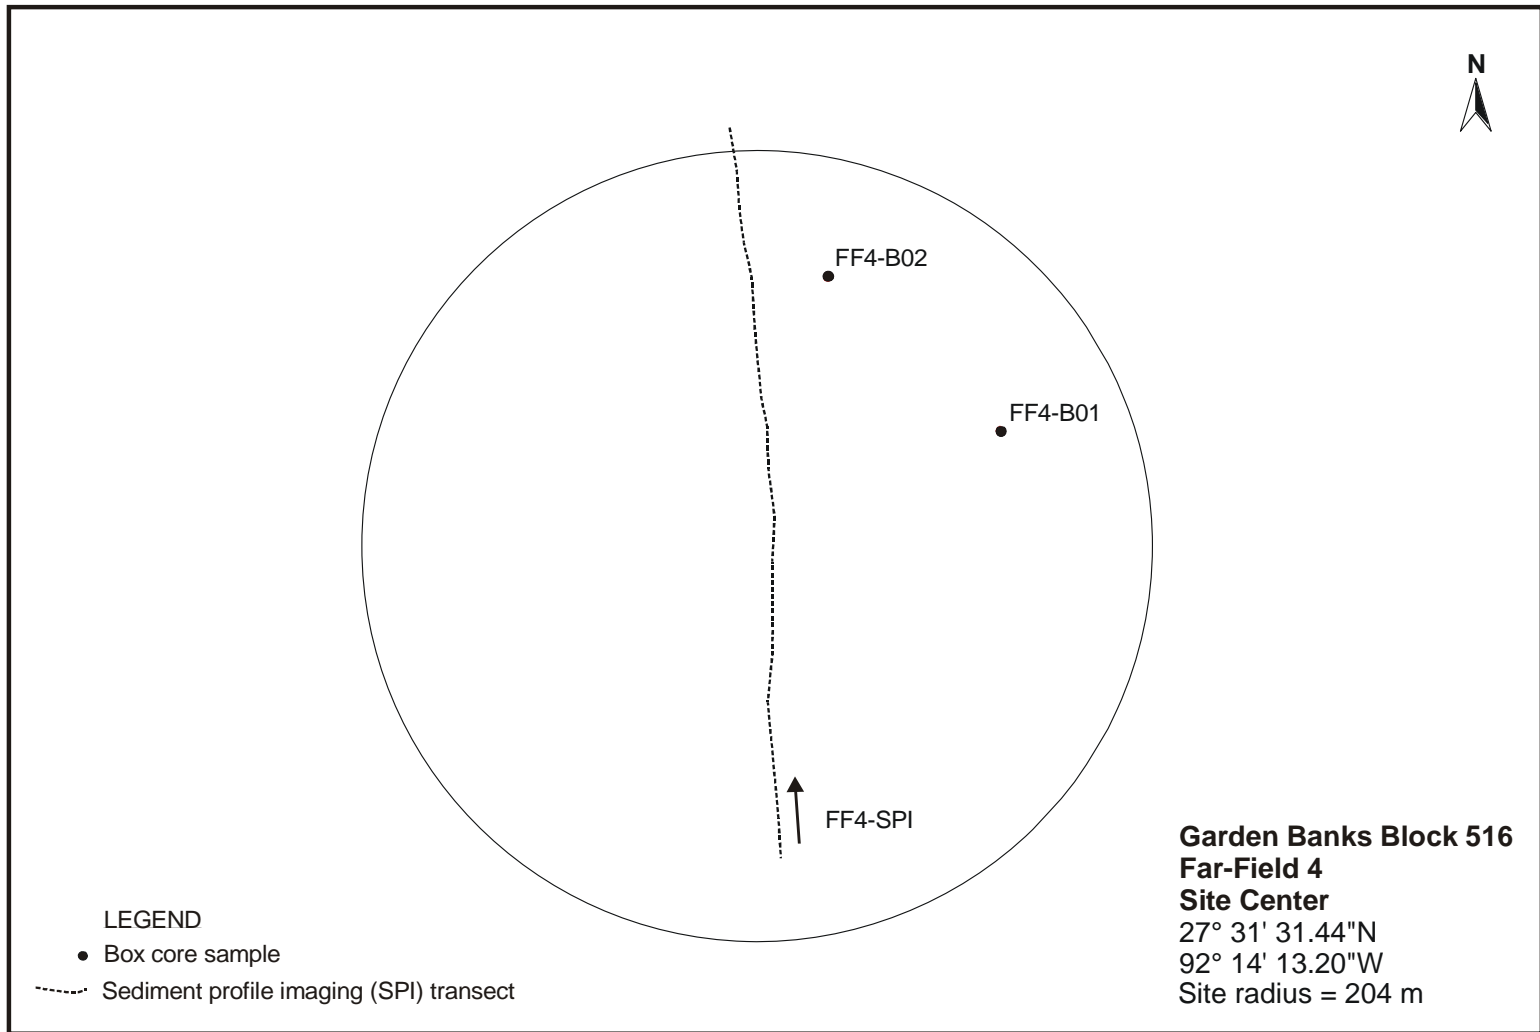 N
FF4-B02
FF4-B01
FF4-SPI
Garden Banks Block 516
Far-Field 4
Site Center
27° 31' 31.44"N
92° 14' 13.20"W
Site radius = 204 m
LEGEND
Box core sample
Sediment profile imaging (SPI) transect